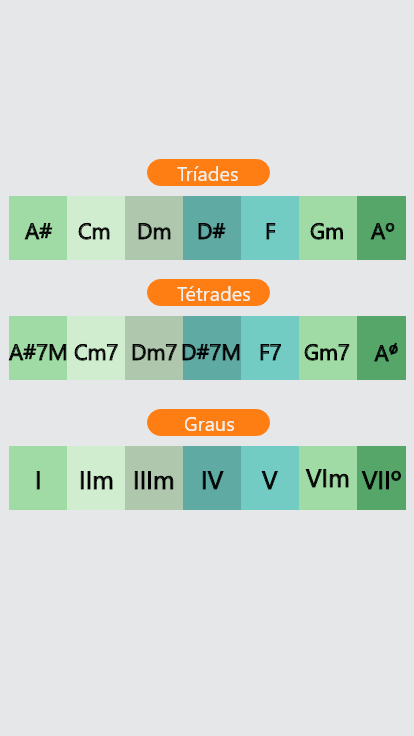 Tríades
A# Cm Dm D# F Gm Aº
Tétrades
A#7M Cm7 Dm7 D#7M F7 Gm7 Aø
Graus
I IIm IIIm IV V VIm VIIº